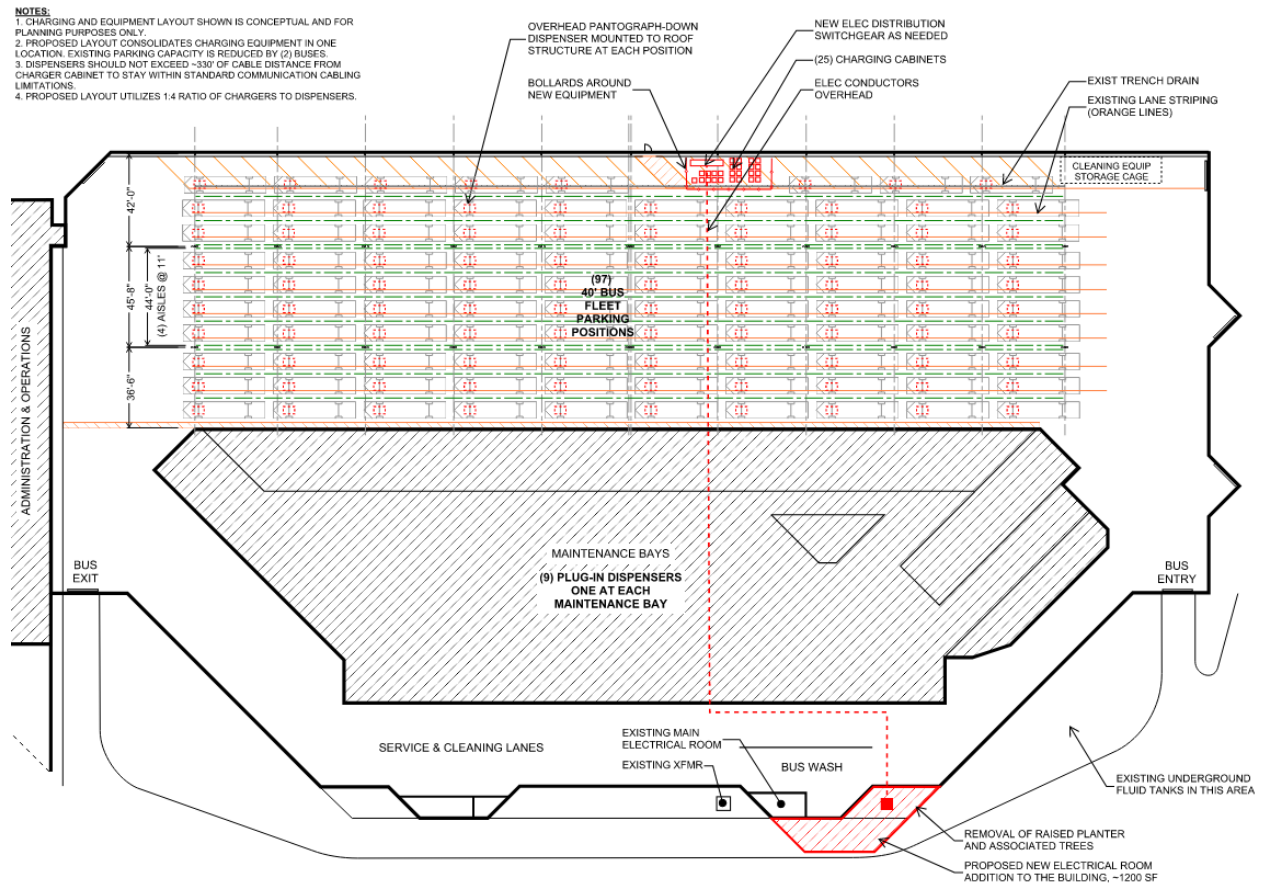 NOTES:
1. CHARGING AND EQUIPMENT LAYOUT SHOWN IS CONCEPTUAL AND FOR
PLANNING PURPOSES ONLY.
2. PROPOSED LAYOUT CONSOLIDATES CHARGING EQUIPMENT IN ONE
LOCATION. EXISTING PARKING CAPACITY IS REDUCED BY (2) BUSES.
3. DISPENSERS SHOULD NOT EXCEED ~330' OF CABLE DISTANCE FROM
CHARGER CABINET TO STAY WITHIN STANDARD COMMUNICATION CABLING
LIMITATIONS.
4. PROPOSED LAYOUT UTILIZES 1:4 RATIO OF CHARGERS TO DISPENSERS.
OVERHEAD PANTOGRAPH-DOWN
DISPENSER MOUNTED TO ROOF
STRUCTURE AT EACH POSITION
BOLLARDS AROUND
NEW EQUIPMENT
NEW ELEC DISTRIBUTION
SWITCHGEAR AS NEEDED
(25) CHARGING CABINETS
ELEC CONDUCTORS
OVERHEAD
EXIST TRENCH DRAIN
EXISTING LANE STRIPING
(ORANGE LINES)
CLEANING EQUIP
STORAGE CAGE
42'-0"
45'-8"
44'-0"
(4) AISLES @ 11'
36'-6"
(97)
40' BUS
FLEET
PARKING
POSITIONS
ADMINISTRATION & OPERATIONS
MAINTENANCE BAYS
(9) PLUG-IN DISPENSERS
ONE AT EACH
MAINTENANCE BAY
BUS
EXIT
BUS
ENTRY
SERVICE & CLEANING LANES
EXISTING MAIN
ELECTRICAL ROOM
EXISTING XFMR
BUS WASH
EXISTING UNDERGROUND
FLUID TANKS IN THIS AREA
REMOVAL OF RAISED PLANTER
AND ASSOCIATED TREES
PROPOSED NEW ELECTRICAL ROOM
ADDITION TO THE BUILDING, ~1200 SF